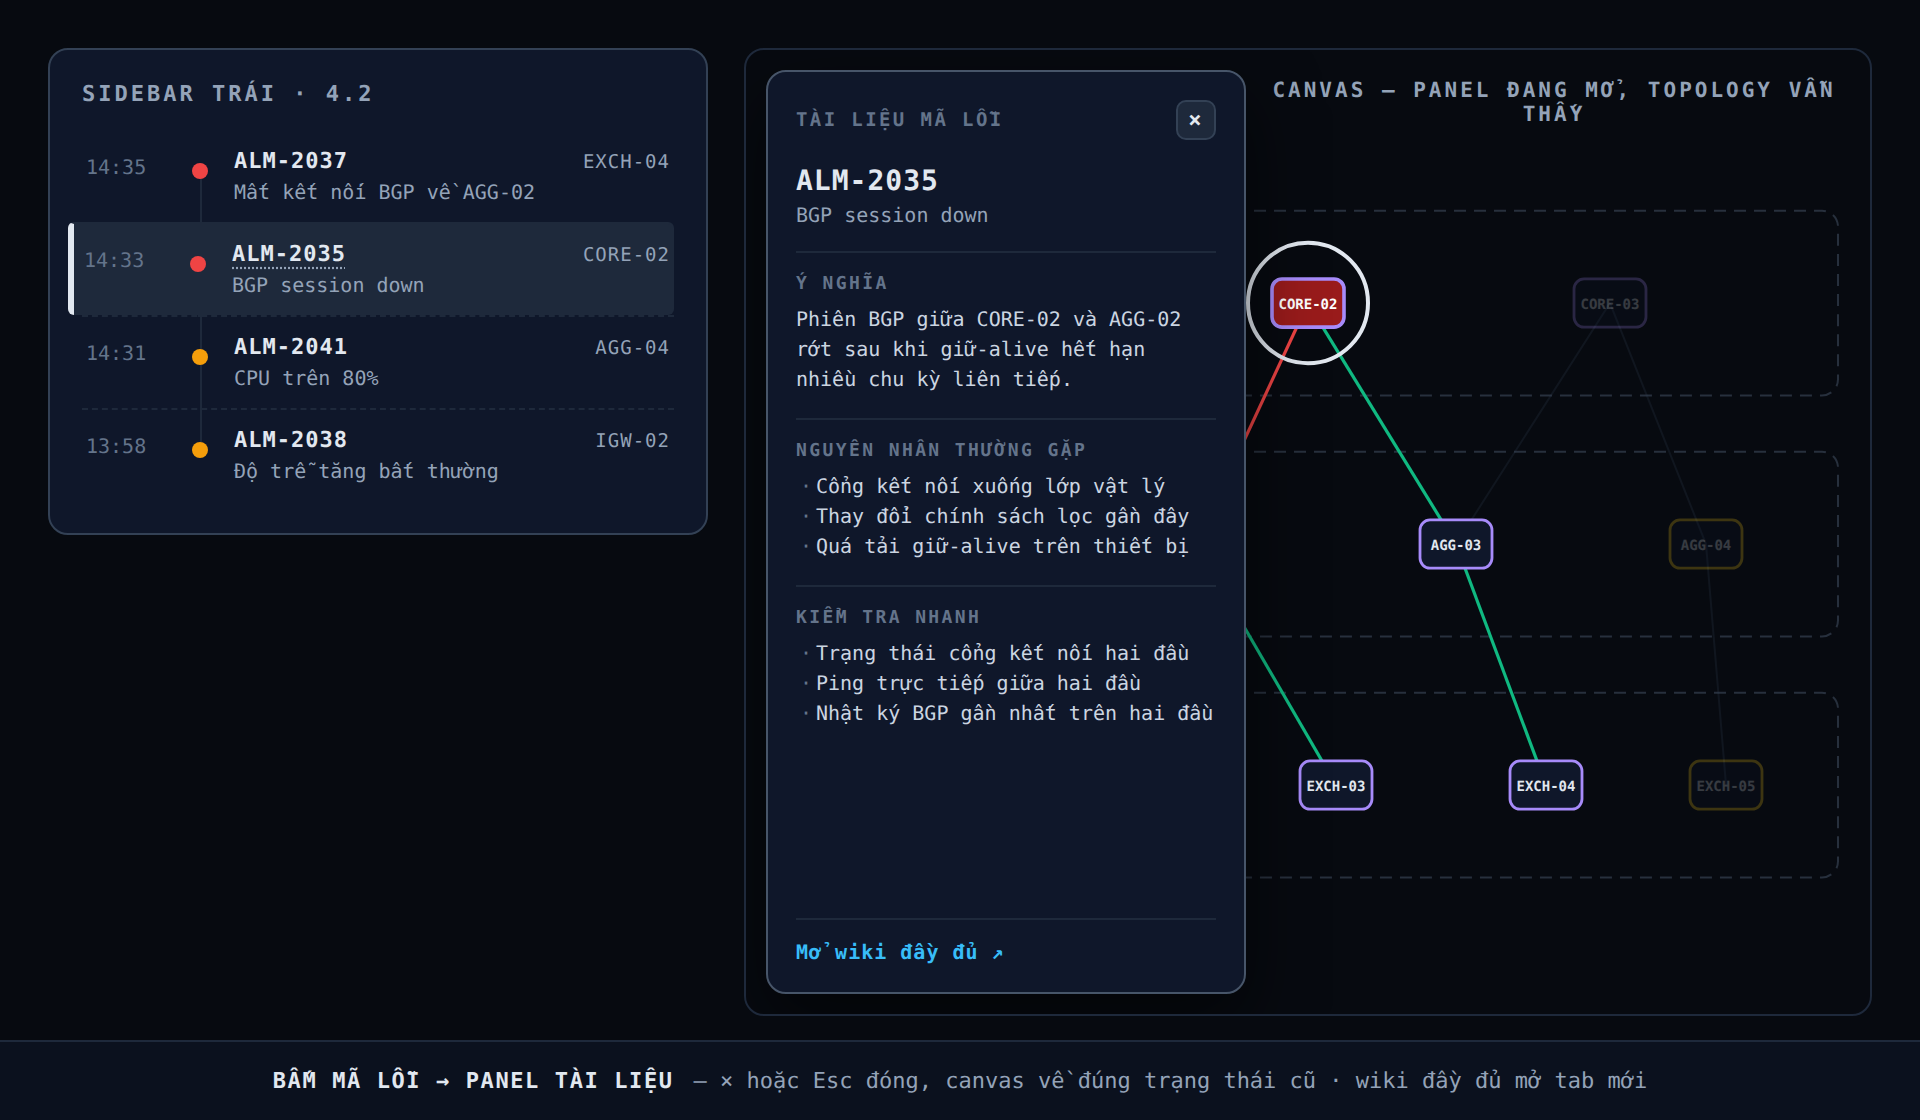 SIDEBAR TRÁI · 4.2
14:35 ALM-2037 EXCH-04
Mất kết nối BGP về AGG-02
14:33 ALM-2035 CORE-02
BGP session down
14:31 ALM-2041 AGG-04
CPU trên 80%
13:58 ALM-2038 IGW-02
Độ trễ tăng bất thường
TÀI LIỆU MÃ LỖI ×
ALM-2035
BGP session down
Ý NGHĨA
Phiên BGP giữa CORE-02 và AGG-02
rớt sau khi giữ-alive hết hạn
nhiều chu kỳ liên tiếp.
NGUYÊN NHÂN THƯỜNG GẶP
· Cổng kết nối xuống lớp vật lý
· Thay đổi chính sách lọc gần đây
· Quá tải giữ-alive trên thiết bị
KIỂM TRA NHANH
· Trạng thái cổng kết nối hai đầu
· Ping trực tiếp giữa hai đầu
· Nhật ký BGP gần nhất trên hai đầu
Mở wiki đầy đủ ↗
CANVAS — PANEL ĐANG MỞ, TOPOLOGY VẪN
THẤY
CORE-02 CORE-03
AGG-03 AGG-04
EXCH-03 EXCH-04 EXCH-05
BẤM MÃ LỖI → PANEL TÀI LIỆU — × hoặc Esc đóng, canvas về đúng trạng thái cũ · wiki đầy đủ mở tab mới